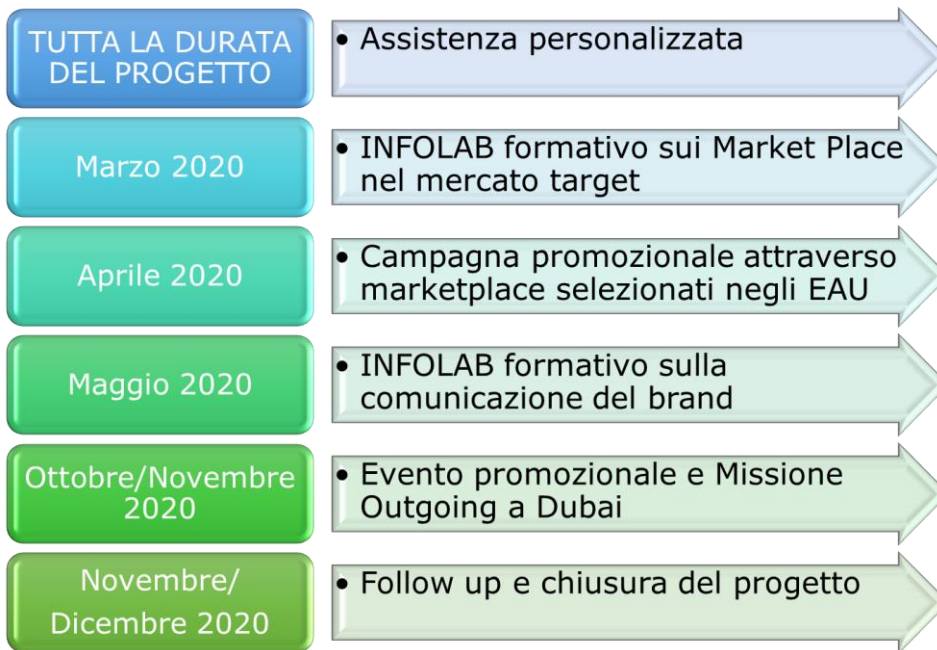 TUTTA LA DURATA
DEL PROGETTO
• Assistenza personalizzata
Marzo 2020
• INFOLAB formativo sui Market Place
nel mercato target
Aprile 2020
• Campagna promozionale attraverso
marketplace selezionati negli EAU
Maggio 2020
• INFOLAB formativo sulla
comunicazione del brand
Ottobre/Novembre
2020
• Evento promozionale e Missione
Outgoing a Dubai
Novembre/
Dicembre 2020
• Follow up e chiusura del progetto